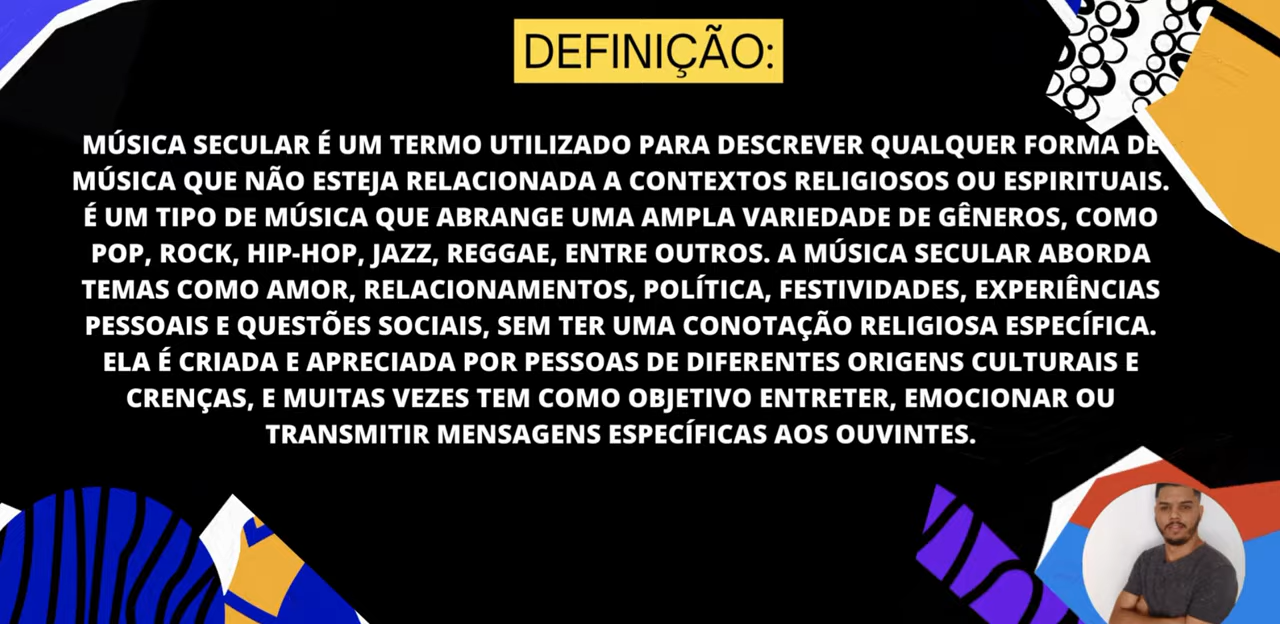 DEFINIÇÃO:
MÚSICA SECULAR É UM TERMO UTILIZADO PARA DESCREVER QUALQUER FORMA DE
MÚSICA QUE NÃO ESTEJA RELACIONADA A CONTEXTOS RELIGIOSOS OU ESPIRITUAIS.
É UM TIPO DE MÚSICA QUE ABRANGE UMA AMPLA VARIEDADE DE GÊNEROS, COMO
POP, ROCK, HIP-HOP, JAZZ, REGGAE, ENTRE OUTROS. A MÚSICA SECULAR ABORDA
TEMAS COMO AMOR, RELACIONAMENTOS, POLÍTICA, FESTIVIDADES, EXPERIÊNCIAS
PESSOAIS E QUESTÕES SOCIAIS, SEM TER UMA CONOTAÇÃO RELIGIOSA ESPECÍFICA.
ELA É CRIADA E APRECIADA POR PESSOAS DE DIFERENTES ORIGENS CULTURAIS E
CRENÇAS, E MUITAS VEZES TEM COMO OBJETIVO ENTRETER, EMOCIONAR OU
TRANSMITIR MENSAGENS ESPECÍFICAS AOS OUVINTES.